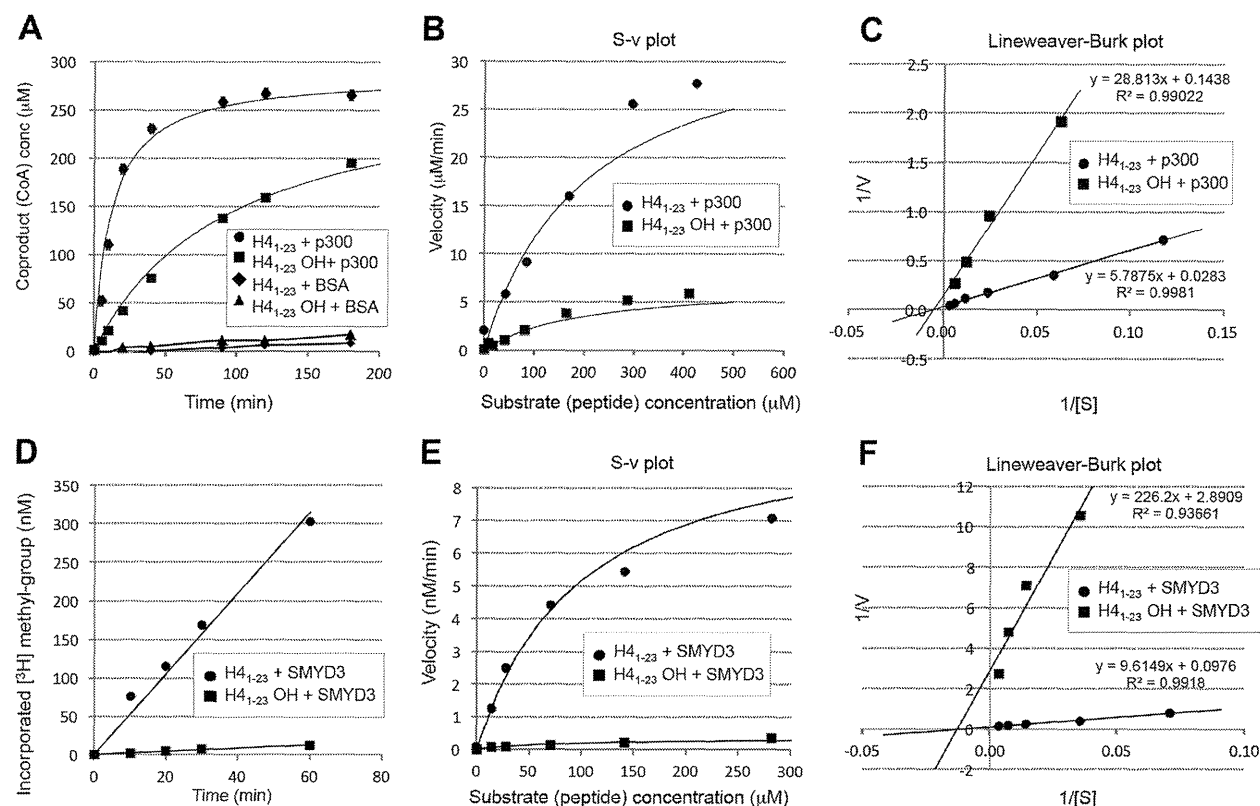 A
Coproduct (CoA) conc (µM)
300
250
200
150
100
50
0
0
50
100
150
200
Time (min)
H4₁₋₂₃ + p300
H4₁₋₂₃ OH+ p300
H4₁₋₂₃ + BSA
H4₁₋₂₃ OH + BSA
B
S-v plot
Velocity (µM/min)
30
25
20
15
10
5
0
0
100
200
300
400
500
600
Substrate (peptide) concentration (µM)
H4₁₋₂₃ + p300
H4₁₋₂₃ OH + p300
C
Lineweaver-Burk plot
1/V
2.5
2.0
1.5
1.0
0.5
0.0
-0.5
-0.05
0.00
0.05
0.10
0.15
1/[S]
y = 28.813x + 0.1438
R² = 0.99022
H4₁₋₂₃ + p300
H4₁₋₂₃ OH + p300
y = 5.7875x + 0.0283
R² = 0.9981
D
Incorporated [³H] methyl-group (nM)
350
300
250
200
150
100
50
0
0
20
40
60
80
Time (min)
H4₁₋₂₃ + SMYD3
H4₁₋₂₃ OH + SMYD3
E
S-v plot
Velocity (nM/min)
8
7
6
5
4
3
2
1
0
0
100
200
300
Substrate (peptide) concentration (µM)
H4₁₋₂₃ + SMYD3
H4₁₋₂₃ OH + SMYD3
F
Lineweaver-Burk plot
1/V
12
10
8
6
4
2
0
-2
-0.05
0.00
0.05
0.10
1/[S]
y = 226.2x + 2.8909
R² = 0.93661
H4₁₋₂₃ + SMYD3
H4₁₋₂₃ OH + SMYD3
y = 9.6149x + 0.0976
R² = 0.9918